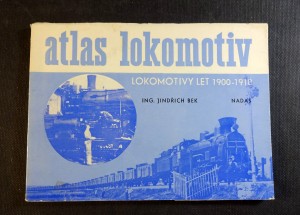 atlas lokomotiv
LOKOMOTIVY LET 1900-1918
ING. JINDŘICH BEK NADAS